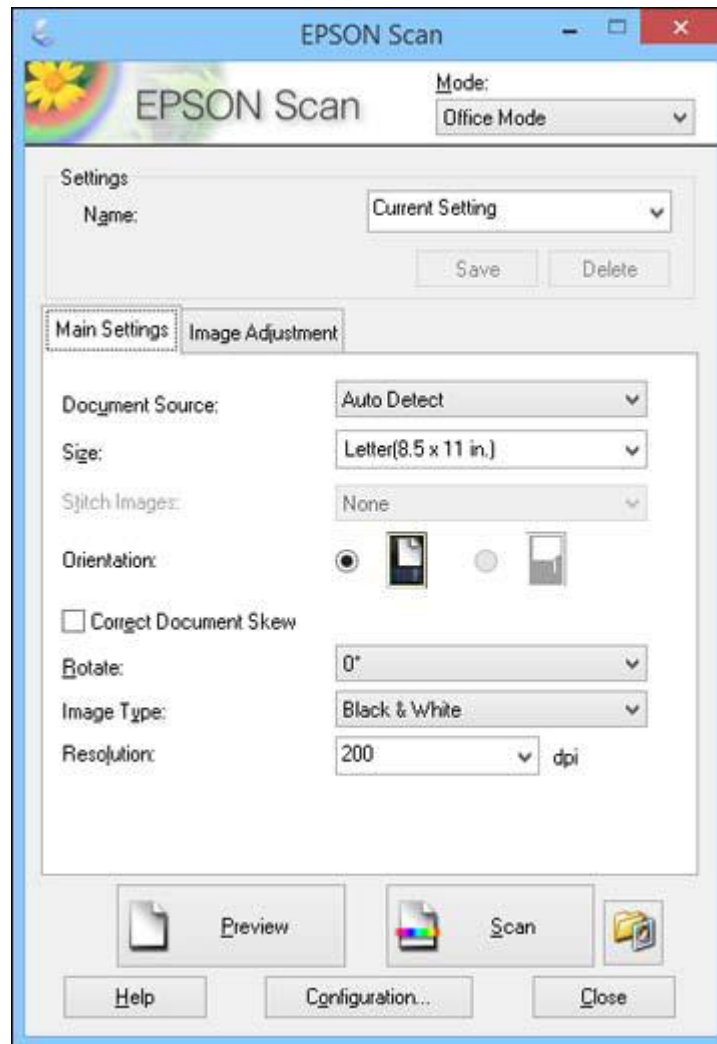 EPSON Scan
EPSON Scan
Mode:
Office Mode
Settings
Name:
Current Setting
Save
Delete
Main Settings
Image Adjustment
Document Source:
Auto Detect
Size:
Letter(8.5 x 11 in.)
Stitch Images:
None
Orientation:
Correct Document Skew
Rotate:
0°
Image Type:
Black & White
Resolution:
200
dpi
Preview
Scan
Help
Configuration...
Close